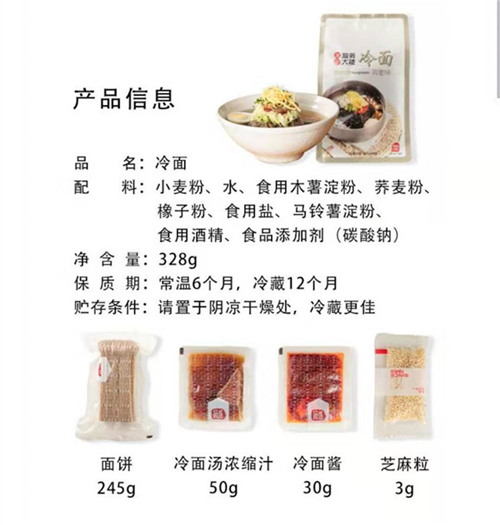 冷面
产品信息
品 名：冷面
配 料：小麦粉、水、食用木薯淀粉、荞麦粉、
橡子粉、食用盐、马铃薯淀粉、
食用酒精、食品添加剂（碳酸钠）
净 含 量：328g
保 质 期：常温6个月，冷藏12个月
贮存条件：请置于阴凉干燥处，冷藏更佳
面饼 冷面汤浓缩汁 冷面酱 芝麻粒
245g 50g 30g 3g